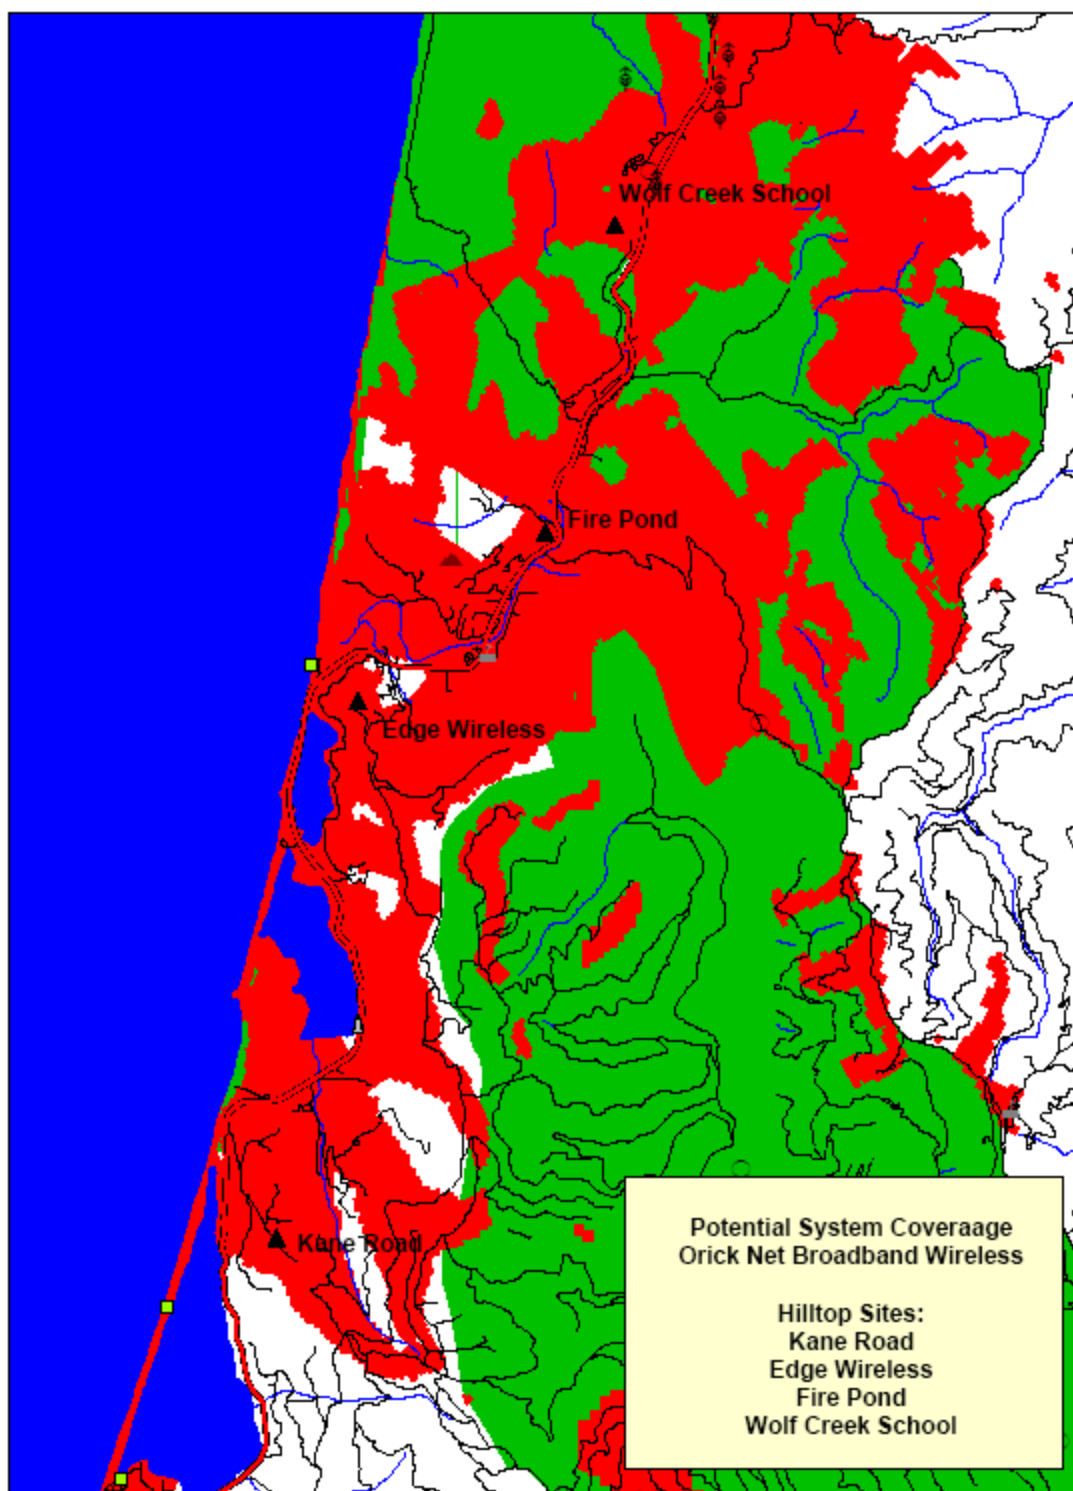 Wolf Creek School
Fire Pond
Edge Wireless
Kane Road
Potential System Coveraage
Orick Net Broadband Wireless
Hilltop Sites:
Kane Road
Edge Wireless
Fire Pond
Wolf Creek School